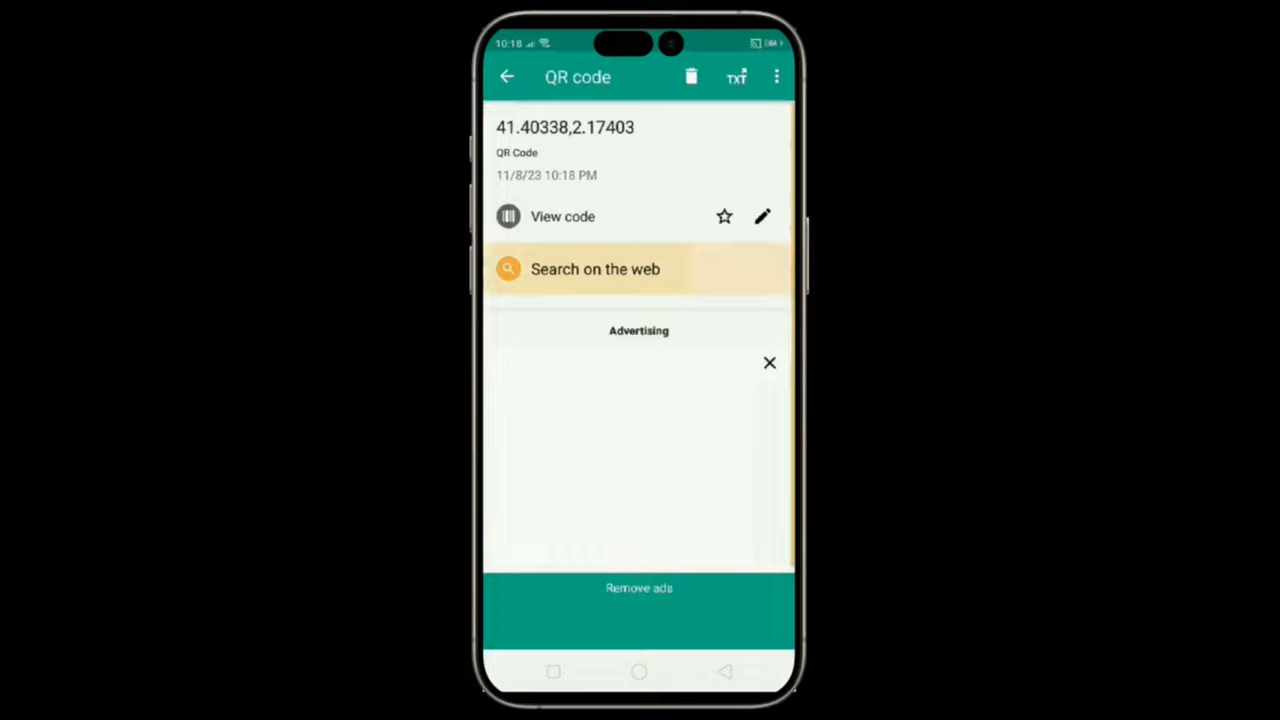 10:18
QR code
TXT
41.40338,2.17403
QR Code
11/8/23 10:18 PM
View code
Search on the web
Advertising
Remove ads